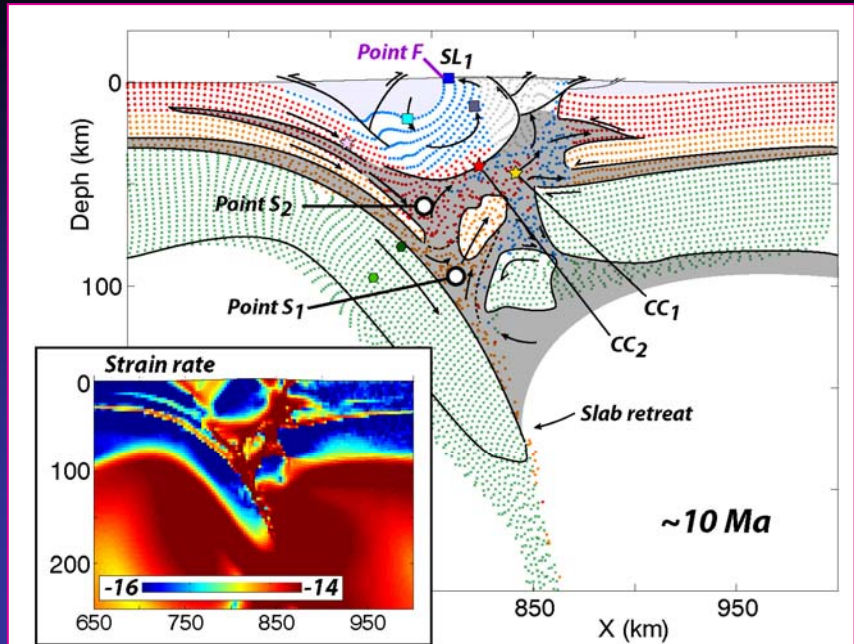 Point F
SL1
0
Deph (km)
Point S2
100
Point S1
CC1
CC2
Slab retreat
~10 Ma
850
950
X (km)
Strain rate
0
100
200
-16
-14
650
750
850
950